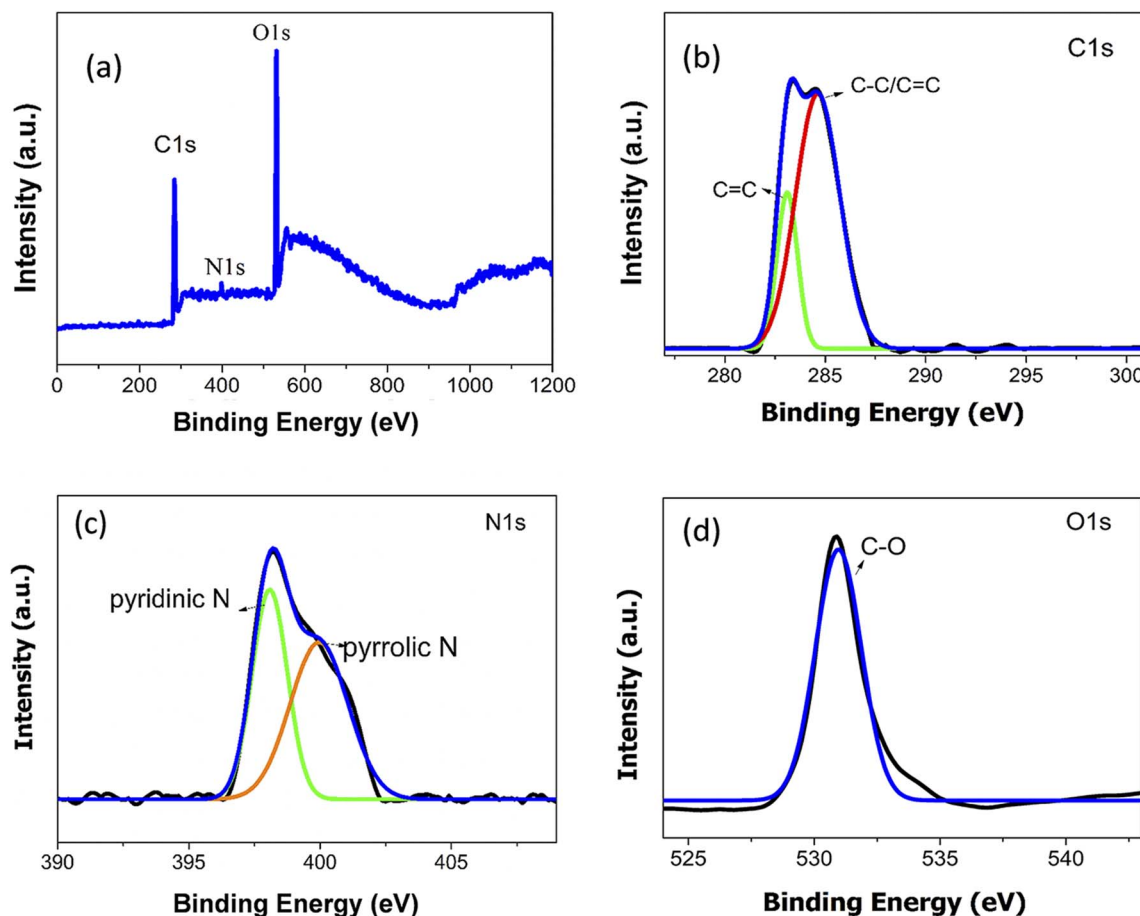 (a)
O1s
C1s
N1s
Intensity (a.u.)
0 200 400 600 800 1000 1200
Binding Energy (eV)
(b)
C1s
C-C/C=C
C=C
Intensity (a.u.)
280 285 290 295 300
Binding Energy (eV)
(c)
N1s
pyridinic N
pyrrolic N
Intensity (a.u.)
390 395 400 405
Binding Energy (eV)
(d)
O1s
C-O
Intensity (a.u.)
525 530 535 540
Binding Energy (eV)